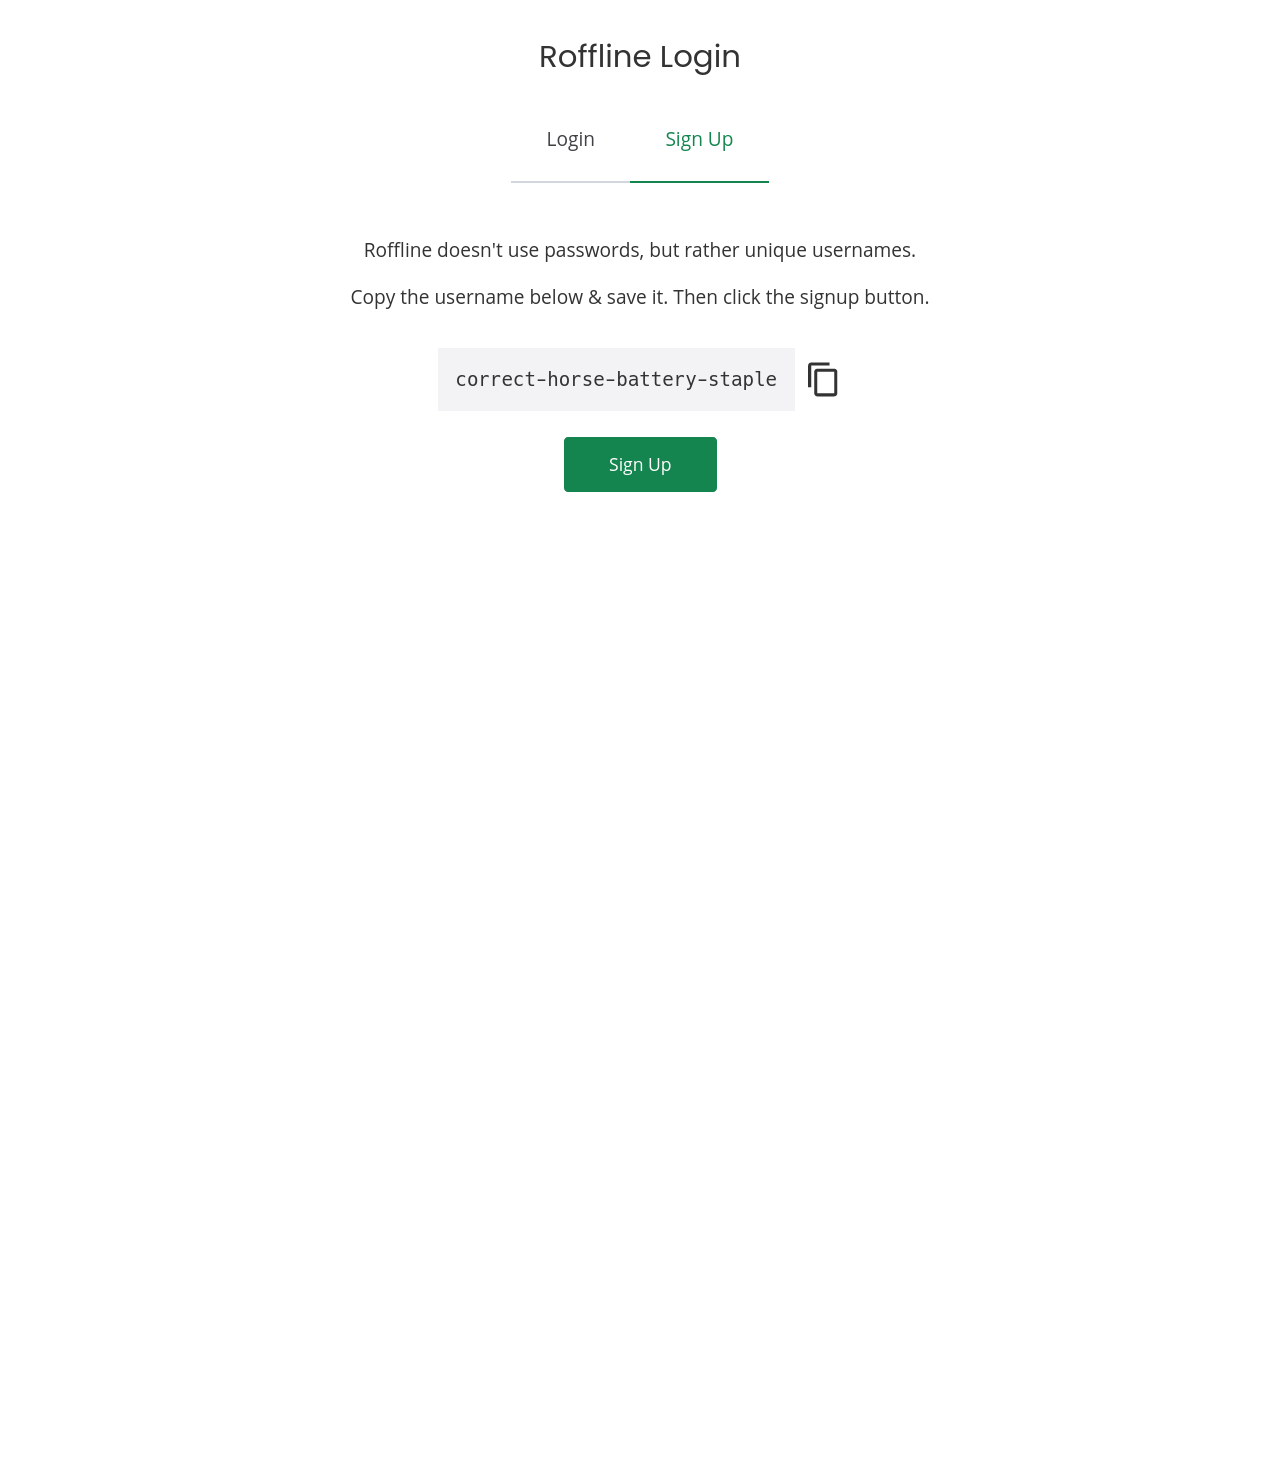 Roffline Login
Login
Sign Up
Roffline doesn't use passwords, but rather unique usernames.
Copy the username below & save it. Then click the signup button.
correct-horse-battery-staple
Sign Up